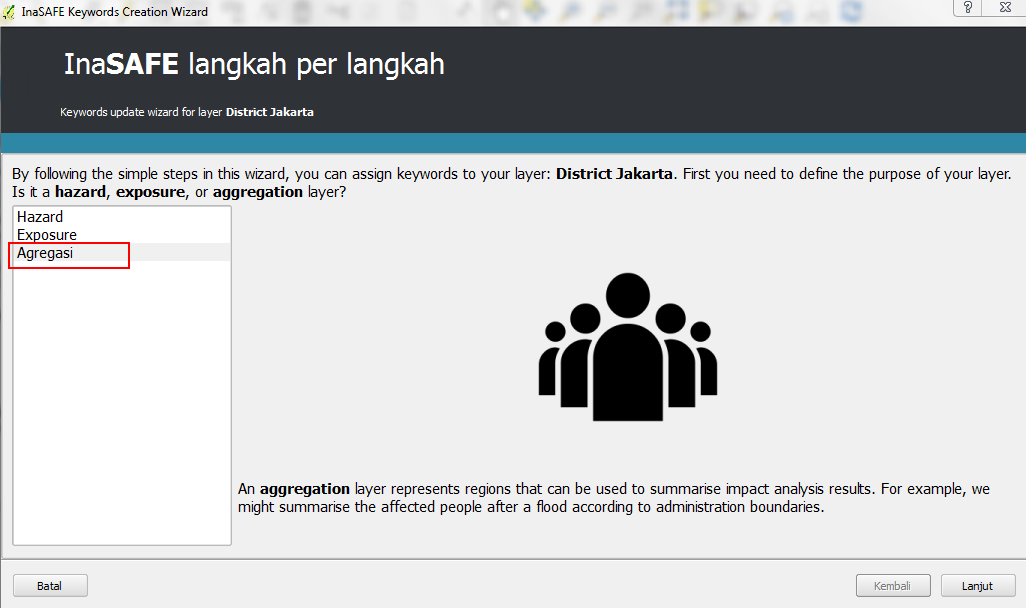 InaSAFE Keywords Creation Wizard
InaSAFE langkah per langkah
Keywords update wizard for layer District Jakarta
By following the simple steps in this wizard, you can assign keywords to your layer: District Jakarta. First you need to define the purpose of your layer.
Is it a hazard, exposure, or aggregation layer?
Hazard
Exposure
Agregasi
An aggregation layer represents regions that can be used to summarise impact analysis results. For example, we
might summarise the affected people after a flood according to administration boundaries.
Batal
Kembali
Lanjut